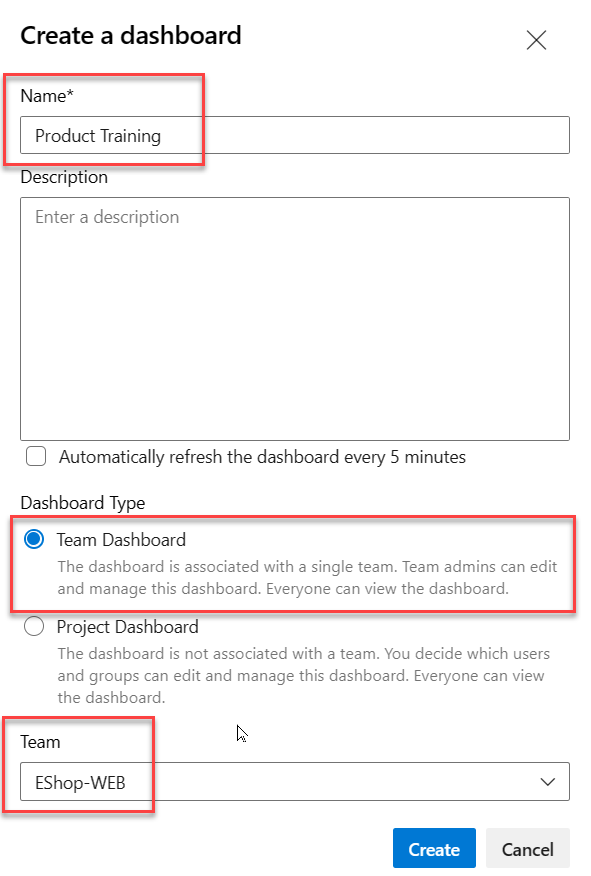 Create a dashboard
Name*
Product Training
Description
Enter a description
Automatically refresh the dashboard every 5 minutes
Dashboard Type
Team Dashboard
The dashboard is associated with a single team. Team admins can edit
and manage this dashboard. Everyone can view the dashboard.
Project Dashboard
The dashboard is not associated with a team. You decide which users
and groups can edit and manage this dashboard. Everyone can view
the dashboard.
Team
EShop-WEB
Create
Cancel